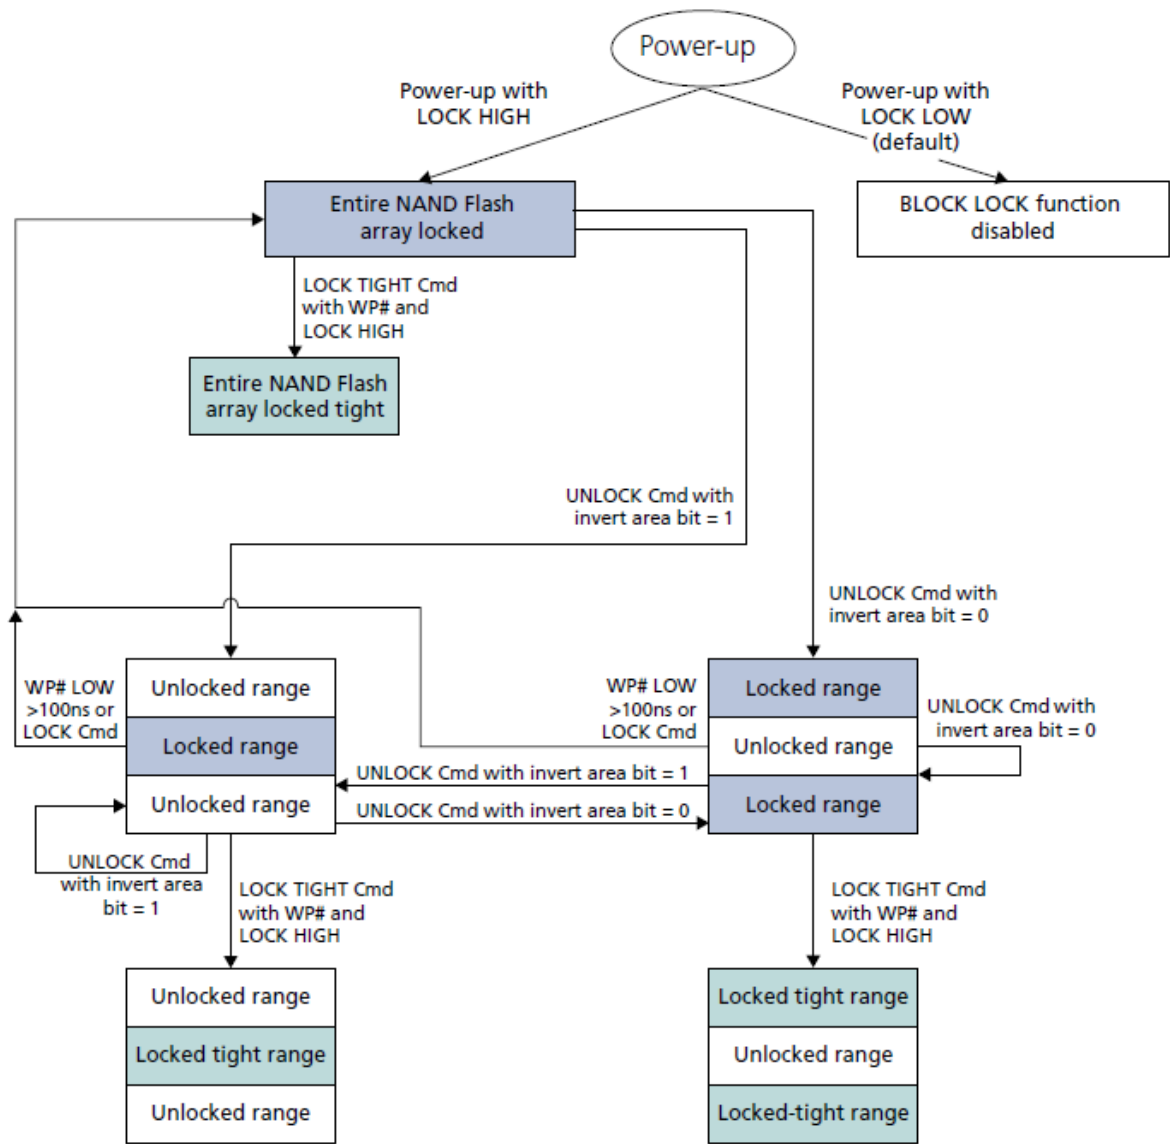 Power-up
Power-up with
LOCK HIGH
Power-up with
LOCK LOW
(default)
Entire NAND Flash
array locked
BLOCK LOCK function
disabled
LOCK TIGHT Cmd
with WP# and
LOCK HIGH
Entire NAND Flash
array locked tight
UNLOCK Cmd with
invert area bit = 1
UNLOCK Cmd with
invert area bit = 0
WP# LOW
>100ns or
LOCK Cmd
Unlocked range
Locked range
Unlocked range
WP# LOW
>100ns or
LOCK Cmd
Locked range
Unlocked range
Locked range
UNLOCK Cmd with
invert area bit = 0
UNLOCK Cmd with invert area bit = 1
UNLOCK Cmd with invert area bit = 0
UNLOCK Cmd
with invert area
bit = 1
LOCK TIGHT Cmd
with WP# and
LOCK HIGH
LOCK TIGHT Cmd
with WP# and
LOCK HIGH
Unlocked range
Locked tight range
Unlocked range
Locked tight range
Unlocked range
Locked-tight range